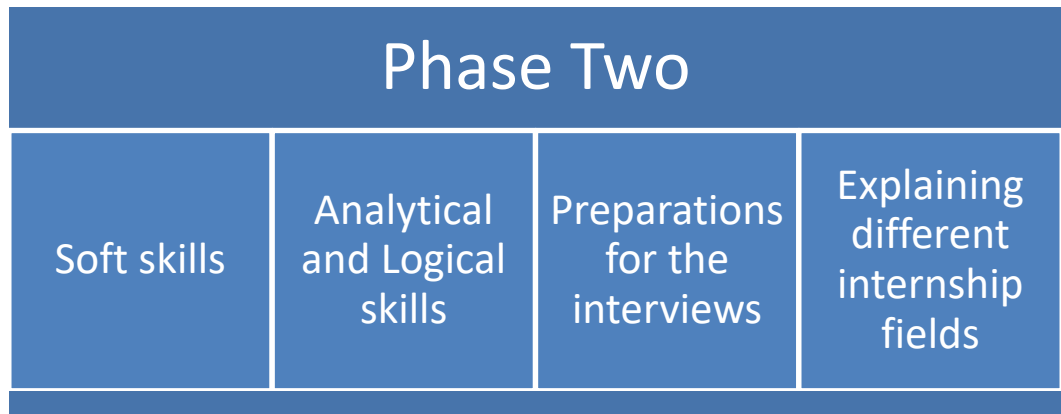 Phase Two
Soft skills
Analytical
and Logical
skills
Preparations
for the
interviews
Explaining
different
internship
fields